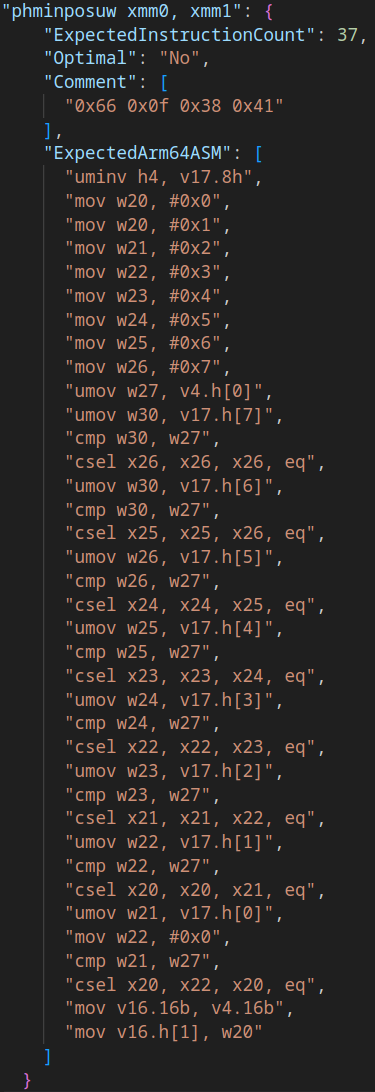 "phminposuw xmm0, xmm1": {
"ExpectedInstructionCount": 37,
"Optimal": "No",
"Comment": [
"0x66 0x0f 0x38 0x41"
],
"ExpectedArm64ASM": [
"uminv h4, v17.8h",
"mov w20, #0x0",
"mov w20, #0x1",
"mov w21, #0x2",
"mov w22, #0x3",
"mov w23, #0x4",
"mov w24, #0x5",
"mov w25, #0x6",
"mov w26, #0x7",
"umov w27, v4.h[0]",
"umov w30, v17.h[7]",
"cmp w30, w27",
"csel x26, x26, x26, eq",
"umov w30, v17.h[6]",
"cmp w30, w27",
"csel x25, x25, x26, eq",
"umov w26, v17.h[5]",
"cmp w26, w27",
"csel x24, x24, x25, eq",
"umov w25, v17.h[4]",
"cmp w25, w27",
"csel x23, x23, x24, eq",
"umov w24, v17.h[3]",
"cmp w24, w27",
"csel x22, x22, x23, eq",
"umov w23, v17.h[2]",
"cmp w23, w27",
"csel x21, x21, x22, eq",
"umov w22, v17.h[1]",
"cmp w22, w27",
"csel x20, x20, x21, eq",
"umov w21, v17.h[0]",
"mov w22, #0x0",
"cmp w21, w27",
"csel x20, x22, x20, eq",
"mov v16.16b, v4.16b",
"mov v16.h[1], w20"
]
}